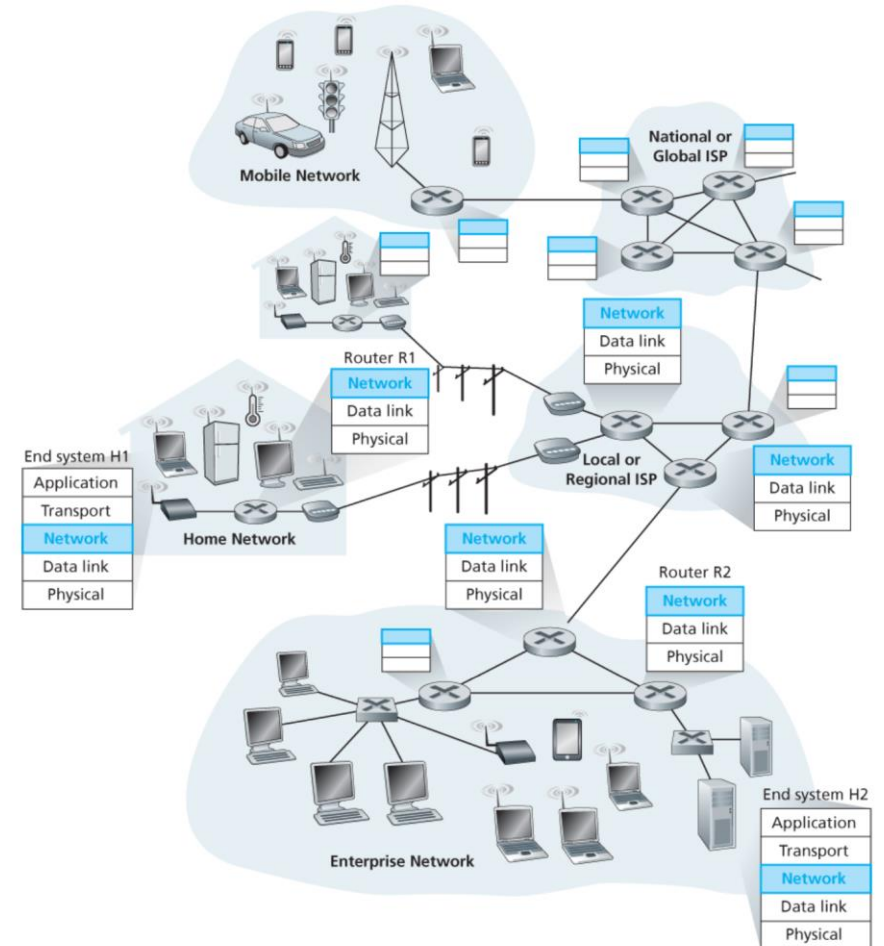 Mobile Network
National or
Global ISP
Network
Data link
Physical
Router R1
Network
Data link
Physical
End system H1
Application
Transport
Network
Data link
Physical
Home Network
Local or
Regional ISP
Network
Data link
Physical
Network
Data link
Physical
Router R2
Network
Data link
Physical
Enterprise Network
End system H2
Application
Transport
Network
Data link
Physical